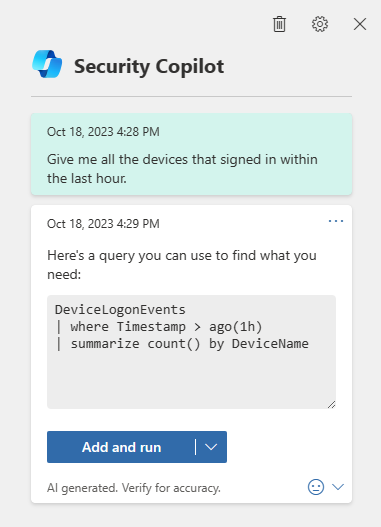 Security Copilot
Oct 18, 2023 4:28 PM
Give me all the devices that signed in within
the last hour.
Oct 18, 2023 4:29 PM
Here's a query you can use to find what you
need:
DeviceLogonEvents
| where Timestamp > ago(1h)
| summarize count() by DeviceName
Add and run
AI generated. Verify for accuracy.